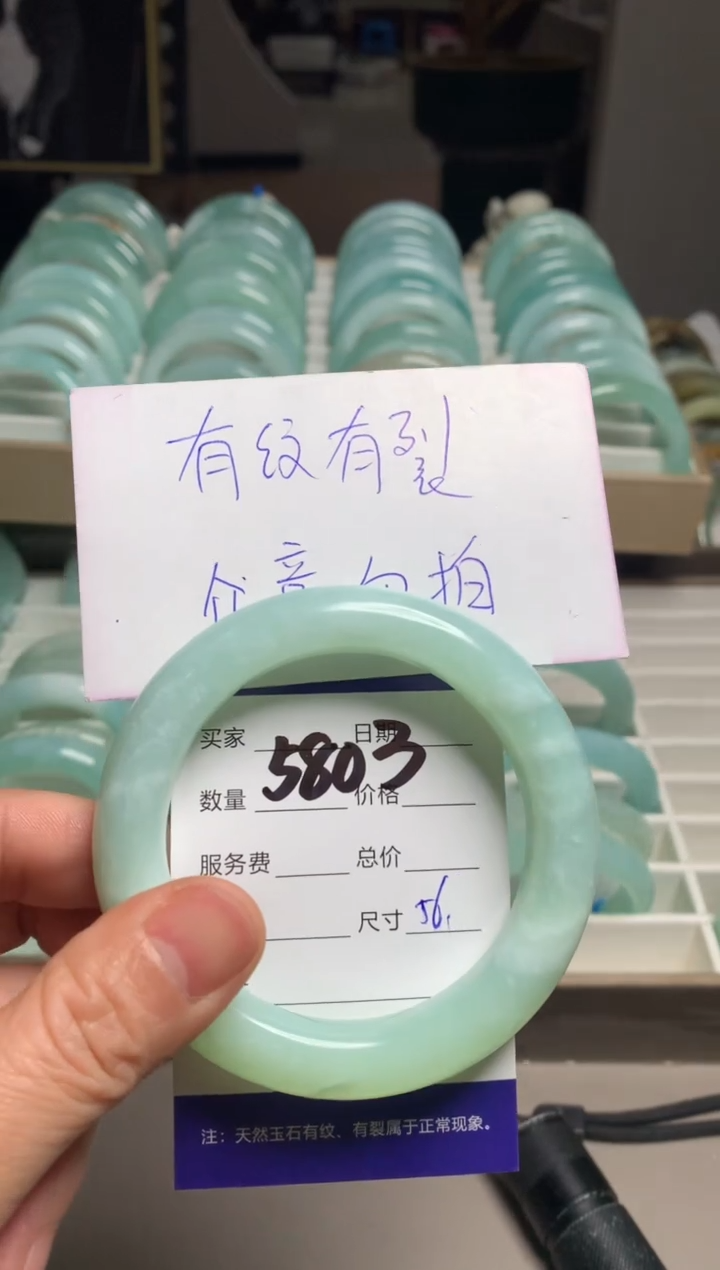 有纹有裂
介意勿拍
买家 日期
5803
数量 价格
服务费 总价
尺寸 56.
注：天然玉石有纹、有裂属于正常现象。